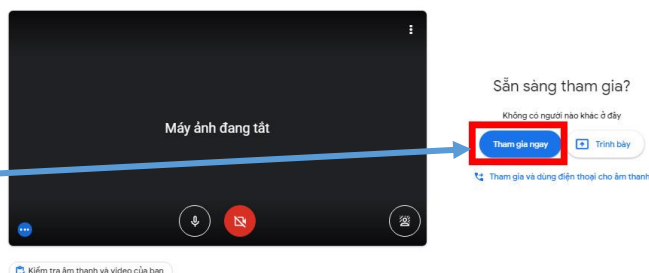 Máy ảnh đang tắt
Sẵn sàng tham gia?
Không có người nào khác ở đây
Tham gia ngay
Trình bày
Tham gia và dùng điện thoại cho âm thanh
Kiểm tra âm thanh và video của bạn